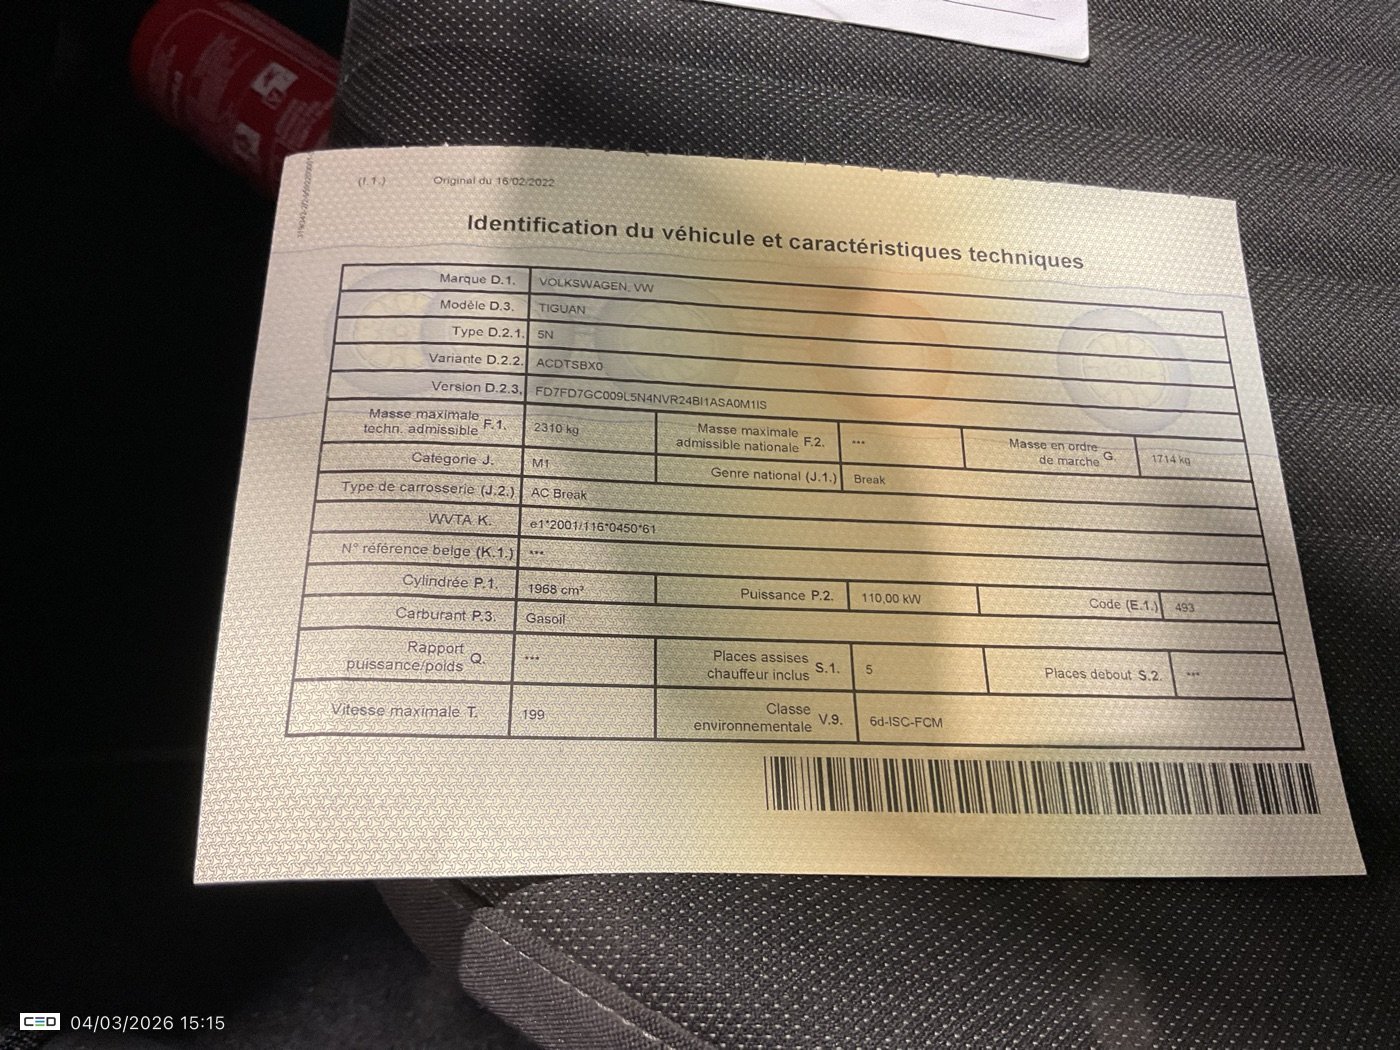 (I.1.) Original du 16/02/2022
Identification du véhicule et caractéristiques techniques
Marque D.1. VOLKSWAGEN, VW
Modèle D.3. TIGUAN
Type D.2.1. 5N
Variante D.2.2. ACDTSBX0
Version D.2.3. FD7FD7GC009L5N4NVR24BI1ASA0M1IS
Masse maximale techn. admissible F.1. 2310 kg Masse maximale admissible nationale F.2. *** Masse en ordre de marche G. 1714 kg
Catégorie J. M1 Genre national (J.1.) Break
Type de carrosserie (J.2.) AC Break
WVTA K. e1*2001/116*0450*61
N° référence belge (K.1.) ***
Cylindrée P.1. 1968 cm³ Puissance P.2. 110,00 kW Code (E.1.) 493
Carburant P.3. Gasoil
Rapport puissance/poids Q. *** Places assises chauffeur inclus S.1. 5 Places debout S.2. ***
Vitesse maximale T. 199 Classe environnementale V.9. 6d-ISC-FCM
CED 04/03/2026 15:15